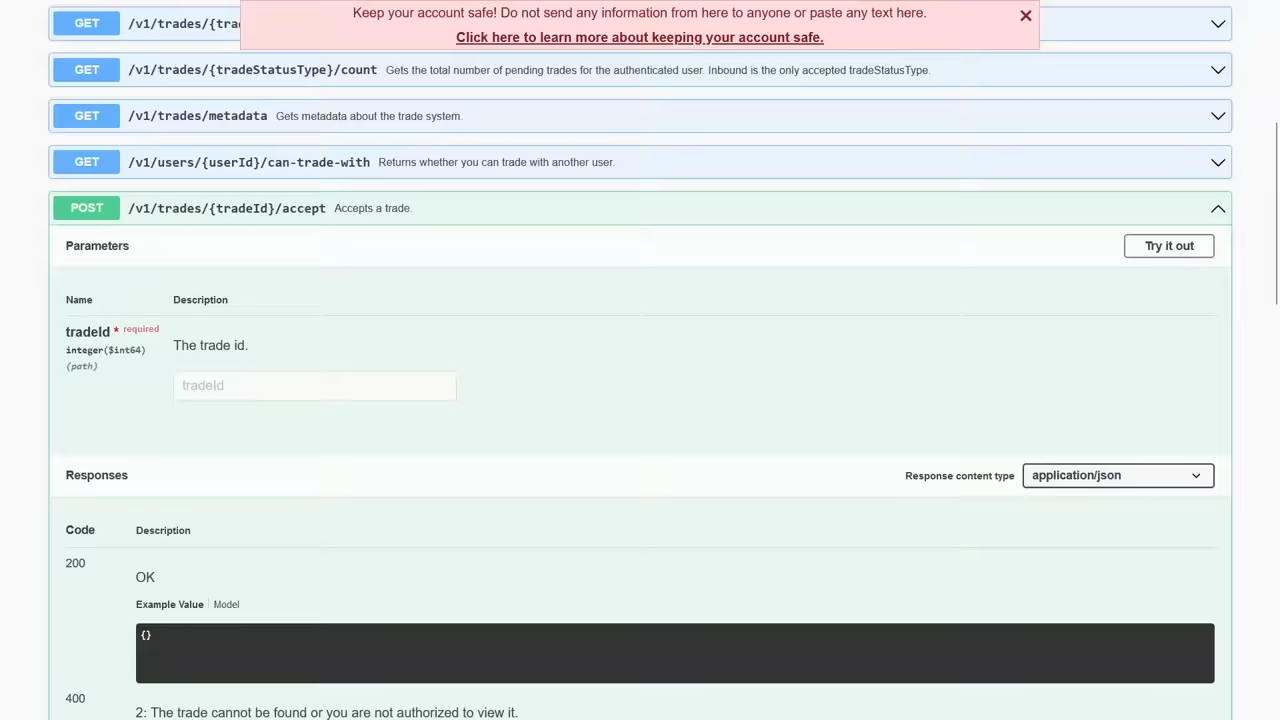 Keep your account safe! Do not send any information from here to anyone or paste any text here.
Click here to learn more about keeping your account safe.
GET /v1/trades/{trad
GET /v1/trades/{tradeStatusType}/count Gets the total number of pending trades for the authenticated user. Inbound is the only accepted tradeStatusType.
GET /v1/trades/metadata Gets metadata about the trade system.
GET /v1/users/{userId}/can-trade-with Returns whether you can trade with another user.
POST /v1/trades/{tradeId}/accept Accepts a trade.
Parameters Try it out
Name Description
tradeId * required
The trade id.
integer($int64)
(path)
tradeId
Responses Response content type application/json
Code Description
200
OK
Example Value Model
{}
400
2: The trade cannot be found or you are not authorized to view it.